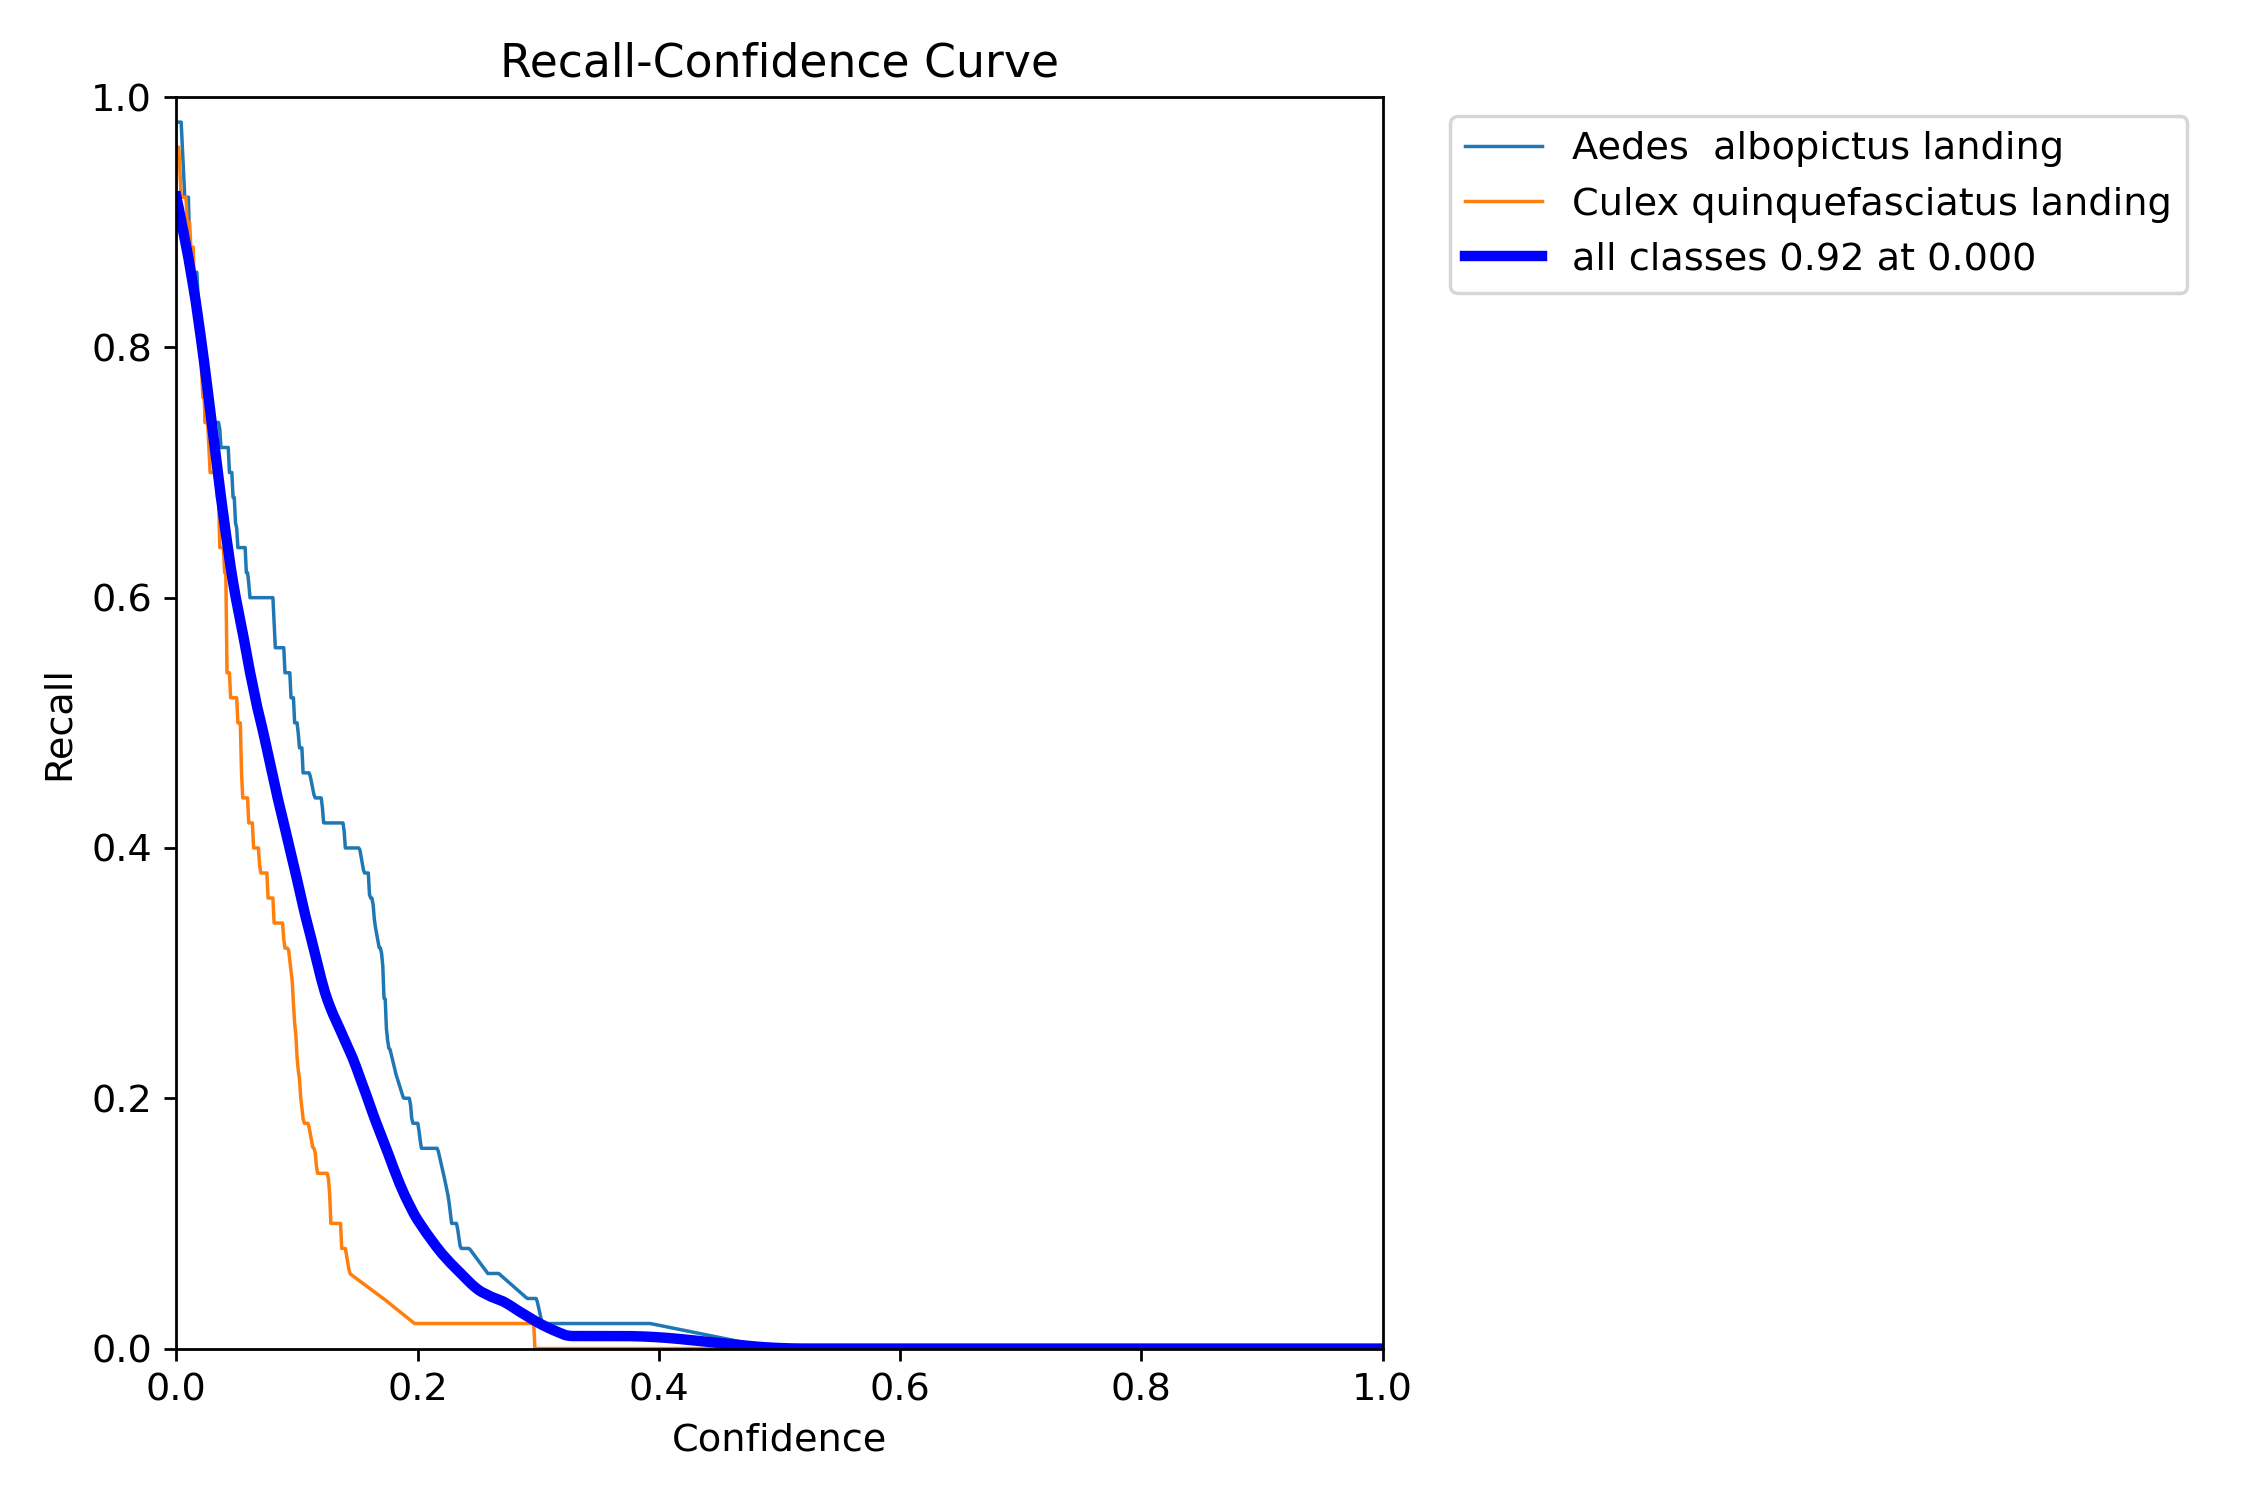 Recall-Confidence Curve
1.0
0.8
0.6
0.4
0.2
0.0
Recall
0.0 0.2 0.4 0.6 0.8 1.0
Confidence
Aedes  albopictus landing
Culex quinquefasciatus landing
all classes 0.92 at 0.000